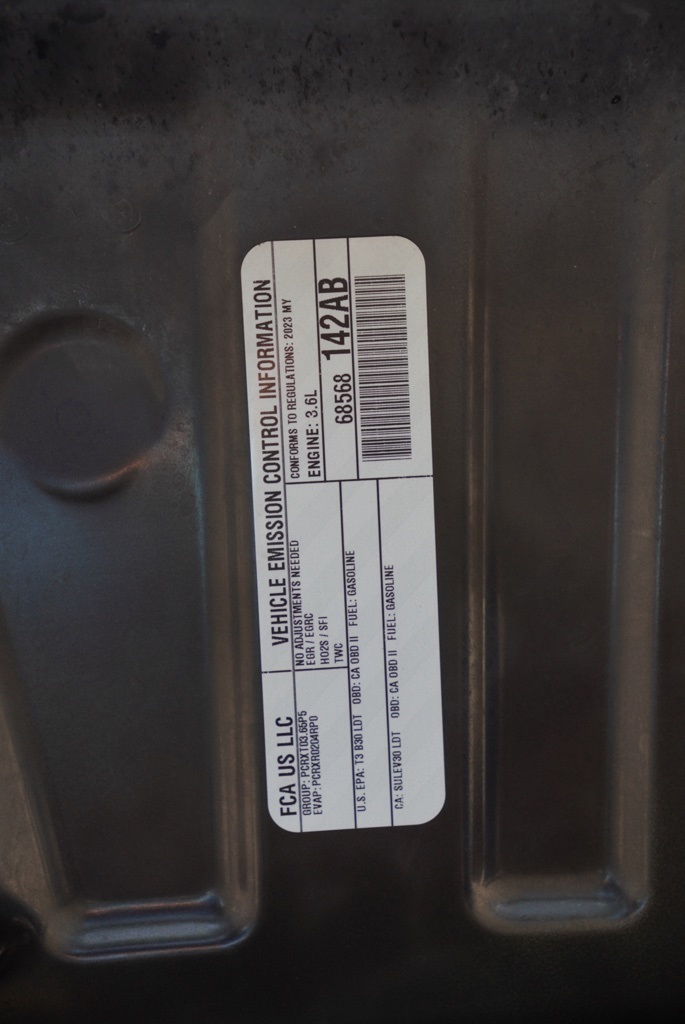 FCA US LLC
VEHICLE EMISSION CONTROL INFORMATION
GROUP: PCRXT03.65P5
EVAP: PCRXR0204RP0
NO ADJUSTMENTS NEEDED
EGR / EGRC
HO2S / SFI
TWC
CONFORMS TO REGULATIONS: 2023 MY
ENGINE: 3.6L
68568 142AB
U.S. EPA: T3 B30 LDT OBD: CA OBD II FUEL: GASOLINE
CA: SULEV30 LDT OBD: CA OBD II FUEL: GASOLINE